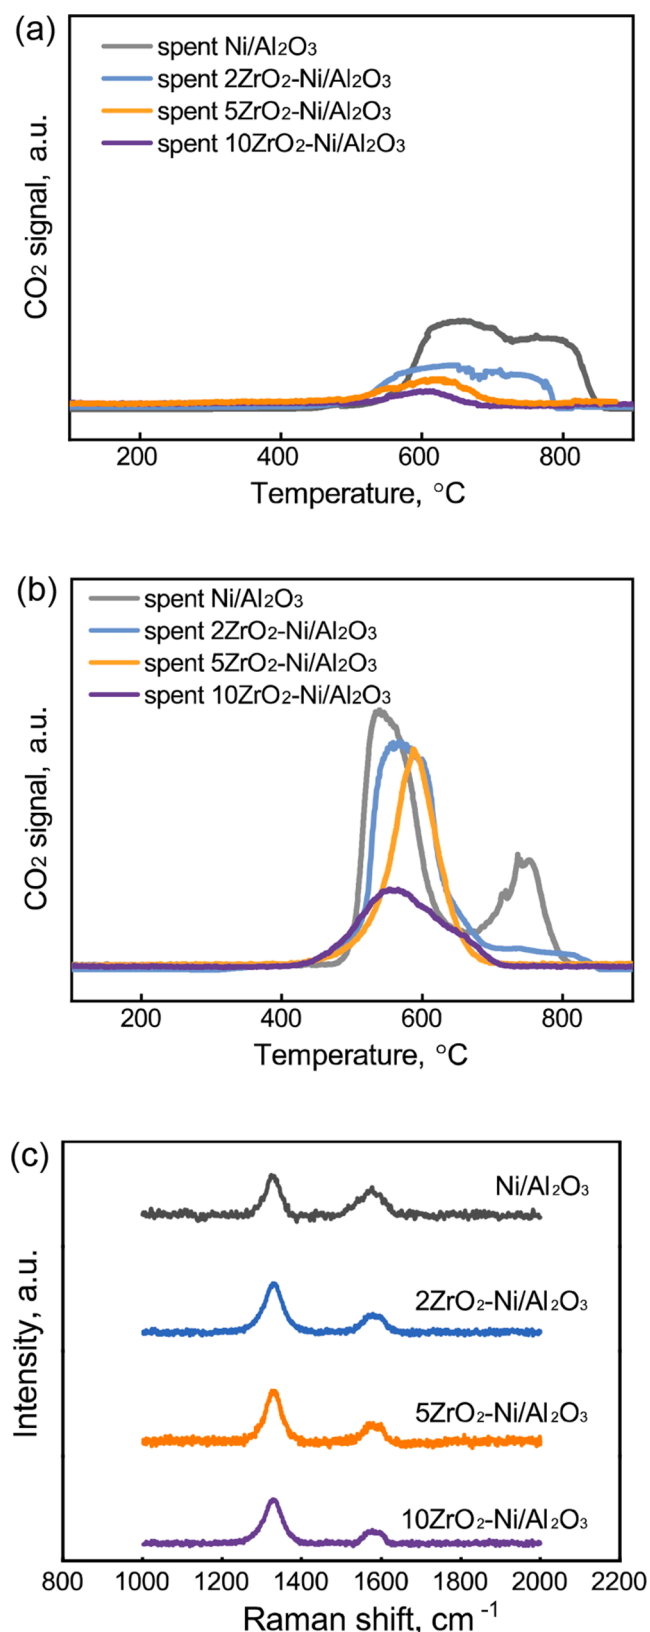 (a)
spent Ni/Al2O3
spent 2ZrO2-Ni/Al2O3
spent 5ZrO2-Ni/Al2O3
spent 10ZrO2-Ni/Al2O3
CO2 signal, a.u.
200 400 600 800
Temperature, °C
(b)
spent Ni/Al2O3
spent 2ZrO2-Ni/Al2O3
spent 5ZrO2-Ni/Al2O3
spent 10ZrO2-Ni/Al2O3
CO2 signal, a.u.
200 400 600 800
Temperature, °C
(c)
Ni/Al2O3
2ZrO2-Ni/Al2O3
5ZrO2-Ni/Al2O3
10ZrO2-Ni/Al2O3
Intensity, a.u.
800 1000 1200 1400 1600 1800 2000 2200
Raman shift, cm-1